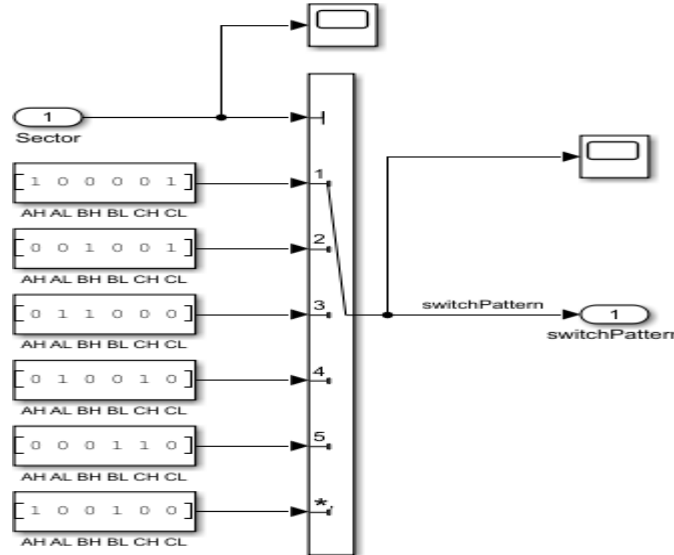 1
Sector
[1 0 0 0 0 1]
1
AH AL BH BL CH CL
[0 0 1 0 0 1]
2
AH AL BH BL CH CL
switchPattern
[0 1 1 0 0 0]
3
1
AH AL BH BL CH CL
switchPattern
[0 1 0 0 1 0]
4
AH AL BH BL CH CL
[0 0 0 1 1 0]
5
AH AL BH BL CH CL
[1 0 0 1 0 0]
*,
AH AL BH BL CH CL